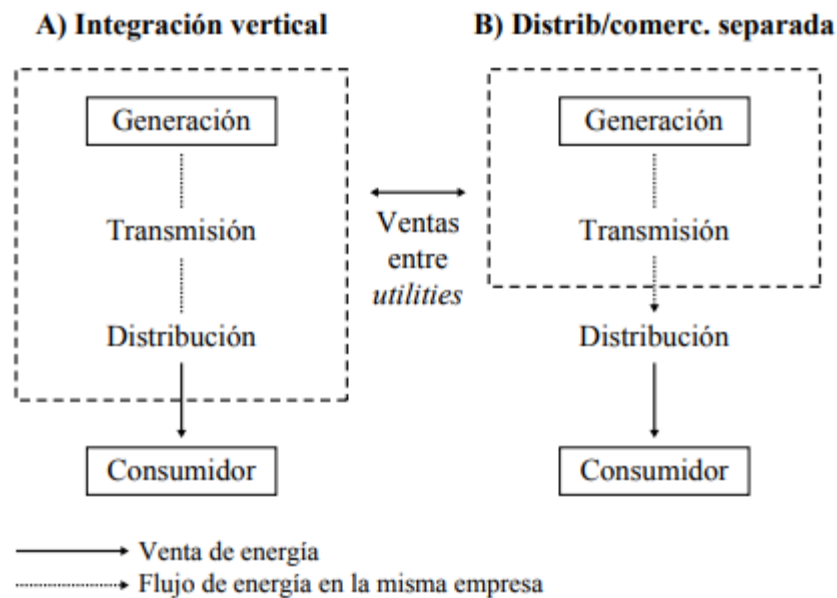 A) Integración vertical
B) Distrib/comerc. separada
Generación
Generación
Transmisión
Ventas
entre
utilities
Transmisión
Distribución
Distribución
Consumidor
Consumidor
Venta de energía
Flujo de energía en la misma empresa